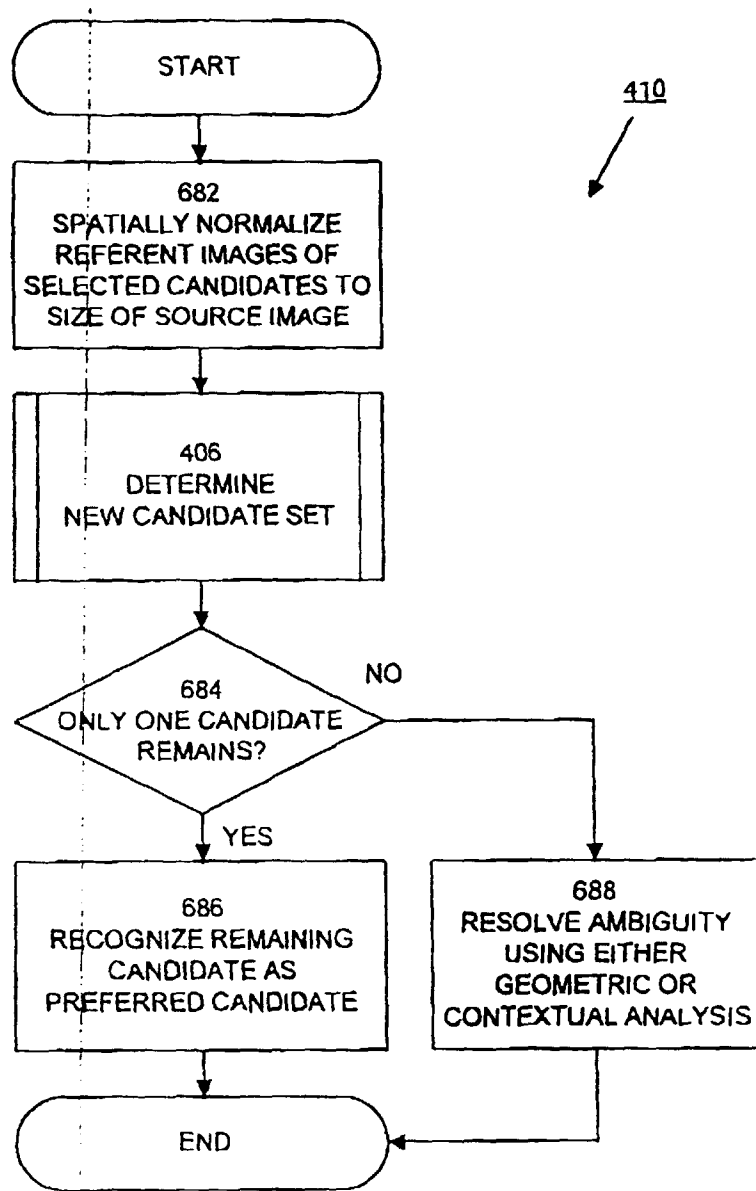 START
410
682
SPATIALLY NORMALIZE
REFERENT IMAGES OF
SELECTED CANDIDATES TO
SIZE OF SOURCE IMAGE
406
DETERMINE
NEW CANDIDATE SET
684
ONLY ONE CANDIDATE
REMAINS?
NO
YES
686
RECOGNIZE REMAINING
CANDIDATE AS
PREFERRED CANDIDATE
688
RESOLVE AMBIGUITY
USING EITHER
GEOMETRIC OR
CONTEXTUAL ANALYSIS
END